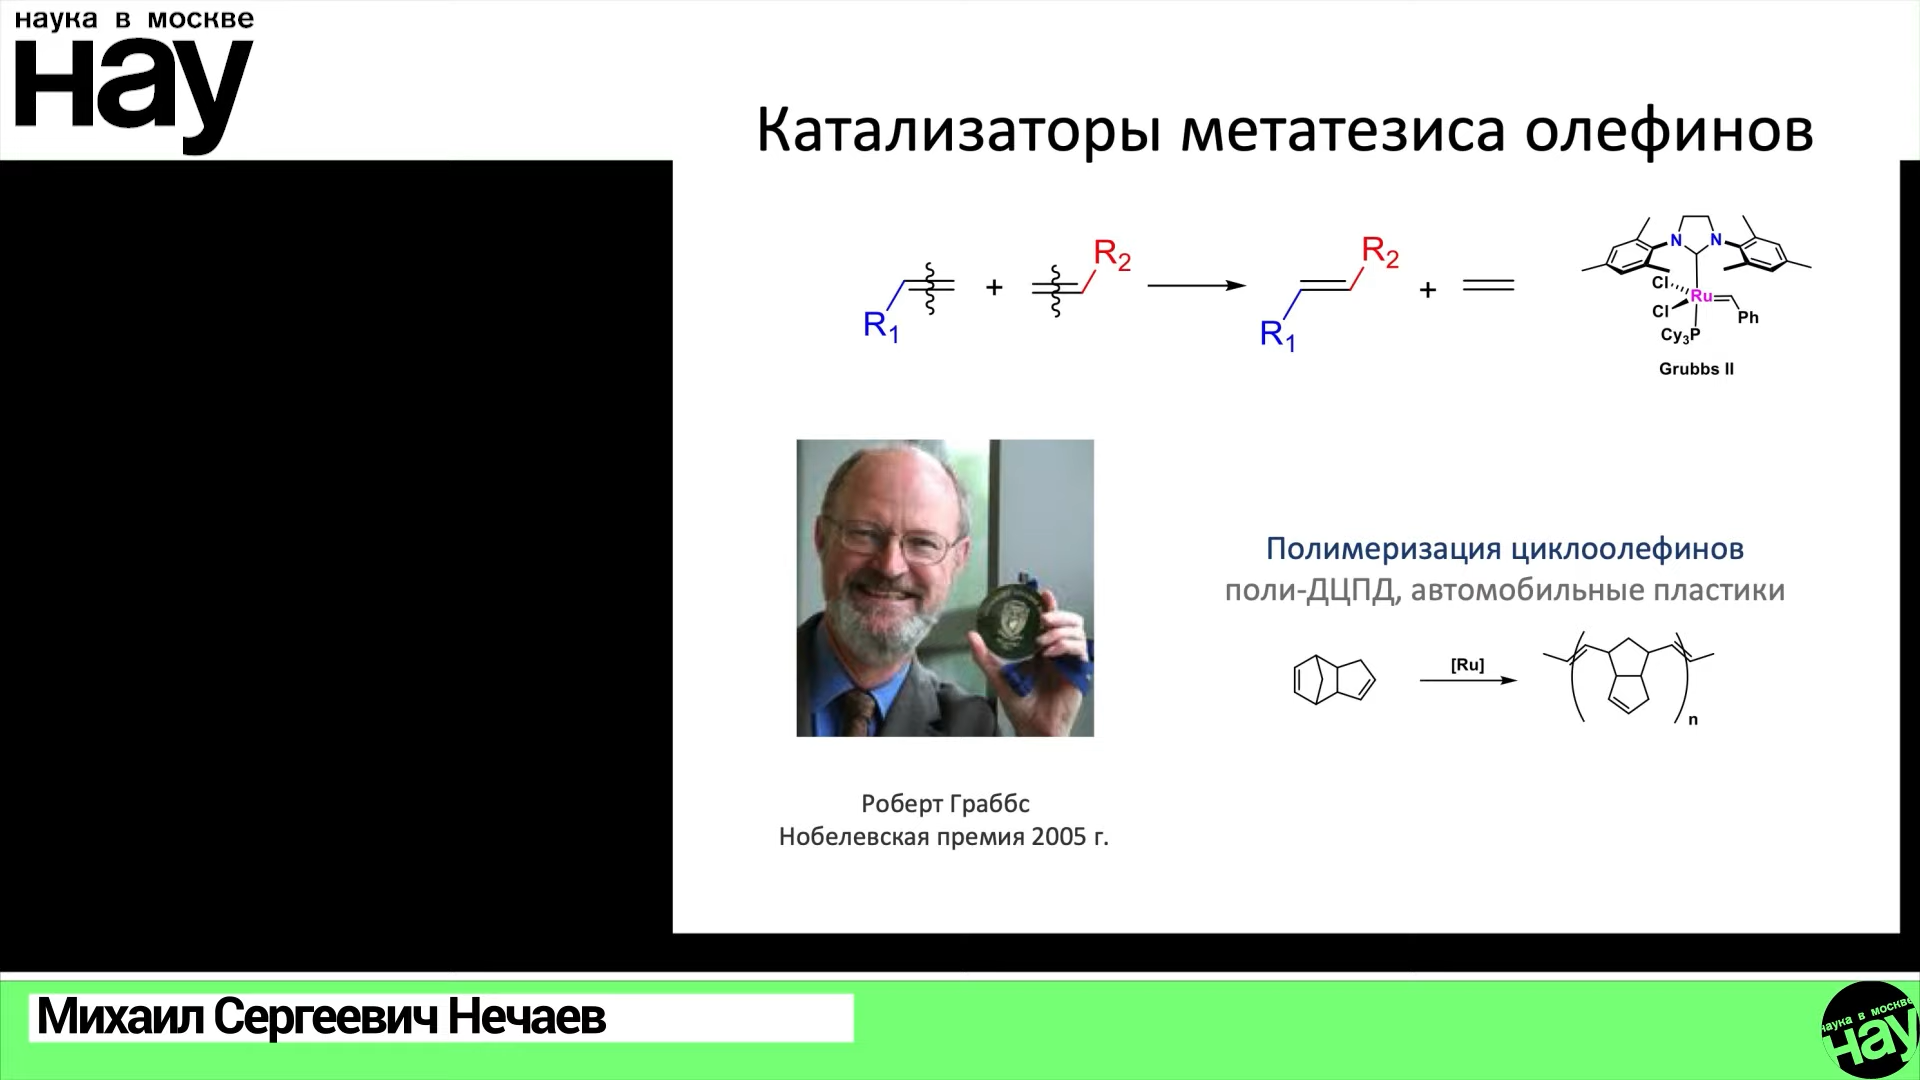 наука в москве
нау
Катализаторы метатезиса олефинов
R1
+
R2
R1
R2
+
N
N
Cl
Cl
Ru
Ph
Cy3P
Grubbs II
Полимеризация циклоолефинов
поли-ДЦПД, автомобильные пластики
[Ru]
n
Роберт Граббс
Нобелевская премия 2005 г.
Михаил Сергеевич Нечаев
наука в москве
нау